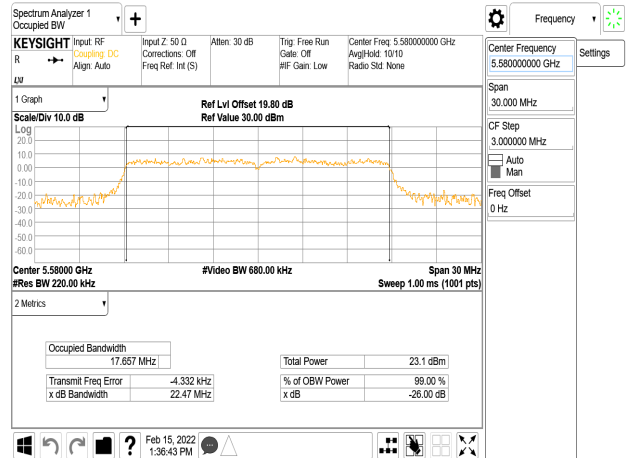 Spectrum Analyzer 1
Occupied BW
KEYSIGHT
R
Input: RF
Coupling: DC
Align: Auto
Input Z: 50 Ω
Corrections: Off
Freq Ref: Int (S)
Atten: 30 dB
Trig: Free Run
Gate: Off
#IF Gain: Low
Center Freq: 5.580000000 GHz
Avg|Hold: 10/10
Radio Std: None
1 Graph
Scale/Div 10.0 dB
Ref Lvl Offset 19.80 dB
Ref Value 30.00 dBm
Log
20.0
10.0
0.00
-10.0
-20.0
-30.0
-40.0
-50.0
-60.0
Center 5.58000 GHz
#Video BW 680.00 kHz
Span 30 MHz
#Res BW 220.00 kHz
Sweep 1.00 ms (1001 pts)
2 Metrics
Occupied Bandwidth
17.657 MHz
Transmit Freq Error -4.332 kHz
x dB Bandwidth 22.47 MHz
Total Power 23.1 dBm
% of OBW Power 99.00 %
x dB -26.00 dB
Feb 15, 2022
1:36:43 PM
Frequency
Center Frequency
5.580000000 GHz
Settings
Span
30.000 MHz
CF Step
3.000000 MHz
Auto
Man
Freq Offset
0 Hz